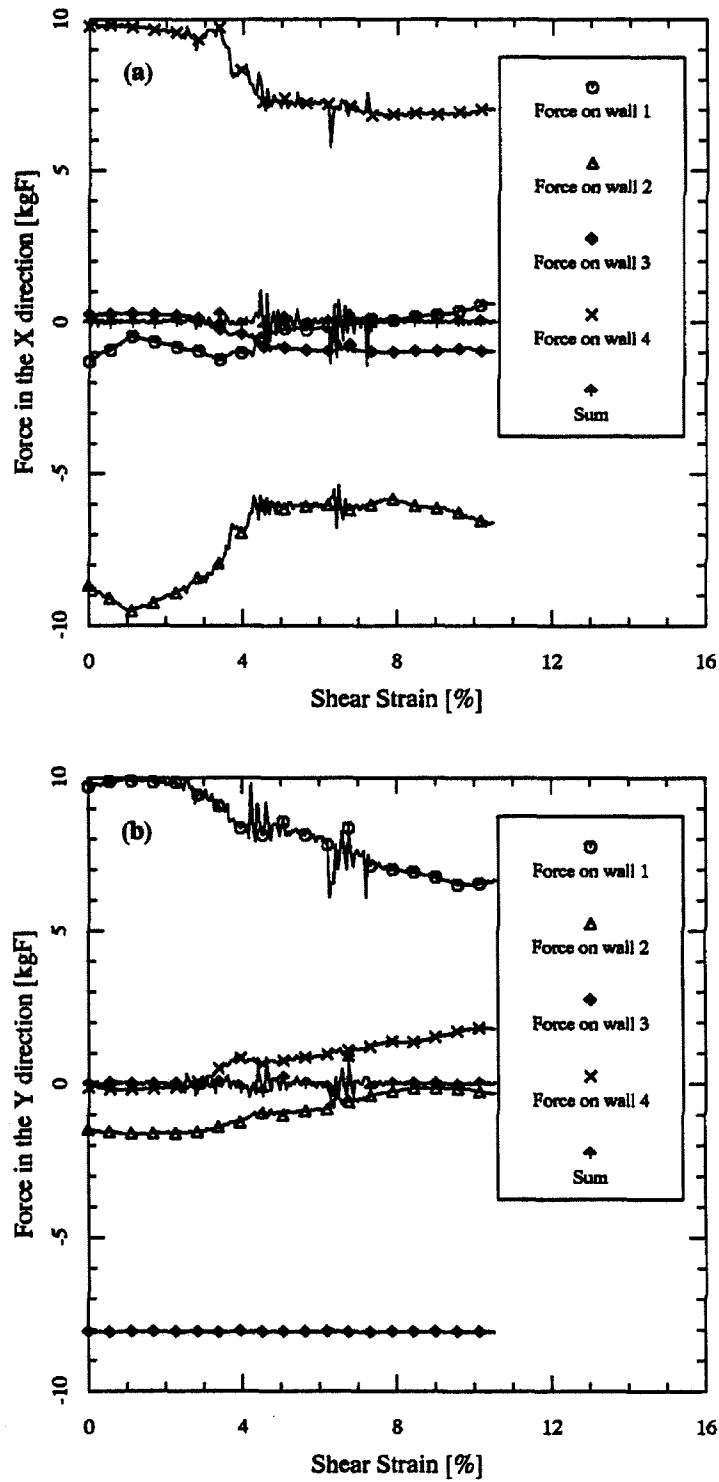 (a)
Force in the X direction [kgF]
10
5
0
-5
-10
0 4 8 12 16
Shear Strain [%]
Force on wall 1
Force on wall 2
Force on wall 3
Force on wall 4
Sum
(b)
Force in the Y direction [kgF]
10
5
0
-5
-10
0 4 8 12 16
Shear Strain [%]
Force on wall 1
Force on wall 2
Force on wall 3
Force on wall 4
Sum